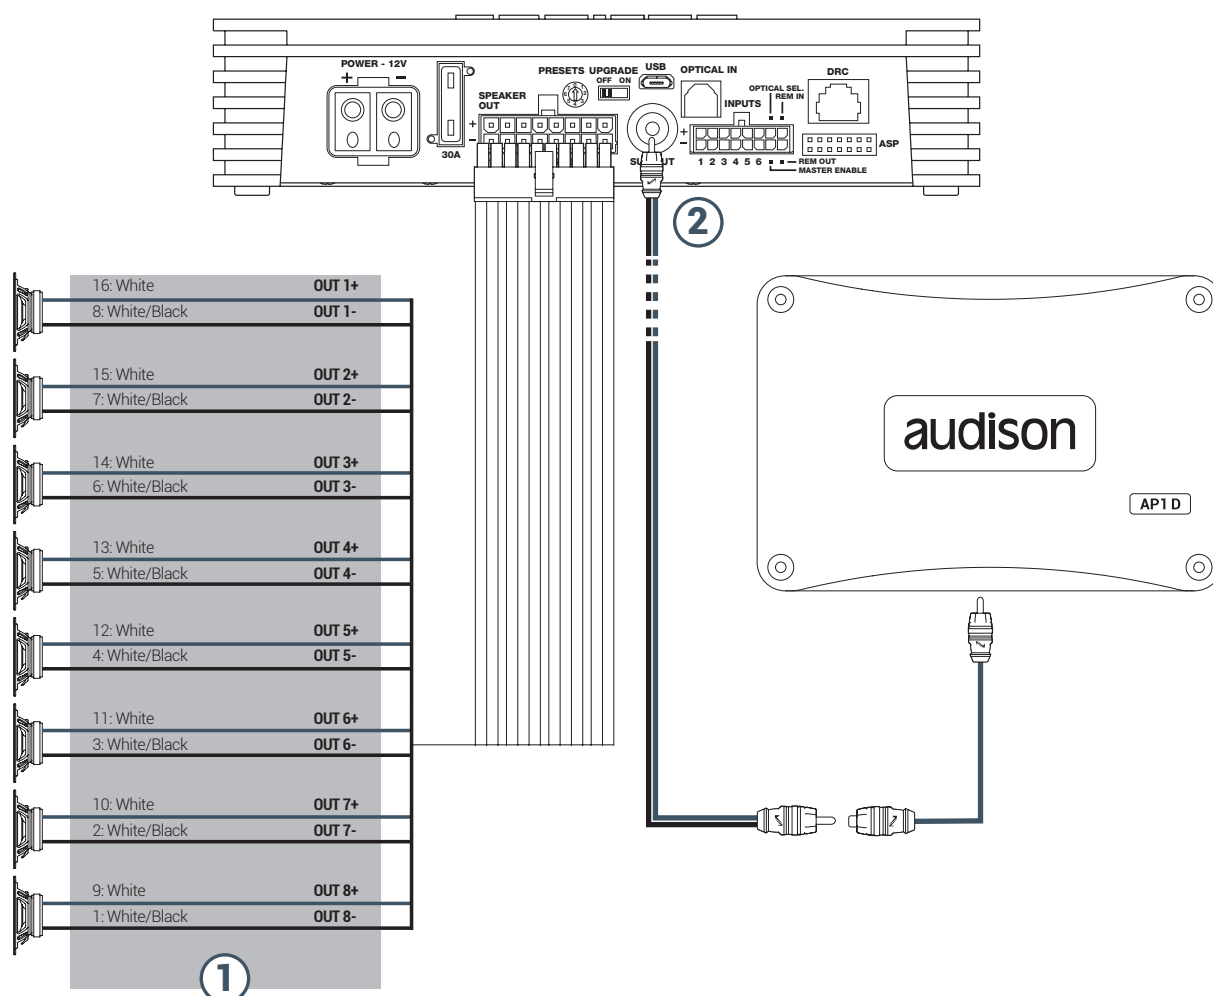 POWER - 12V
+ −
30A
SPEAKER
OUT
+
−
PRESETS UPGRADE
OFF ON
USB
OPTICAL IN
INPUTS
+
−
1 2 3 4 5 6
OPTICAL SEL.
REM IN
DRC
ASP
REM OUT
MASTER ENABLE
2
16: White OUT 1+
8: White/Black OUT 1-
15: White OUT 2+
7: White/Black OUT 2-
14: White OUT 3+
6: White/Black OUT 3-
13: White OUT 4+
5: White/Black OUT 4-
12: White OUT 5+
4: White/Black OUT 5-
11: White OUT 6+
3: White/Black OUT 6-
10: White OUT 7+
2: White/Black OUT 7-
9: White OUT 8+
1: White/Black OUT 8-
1
audison
AP1 D